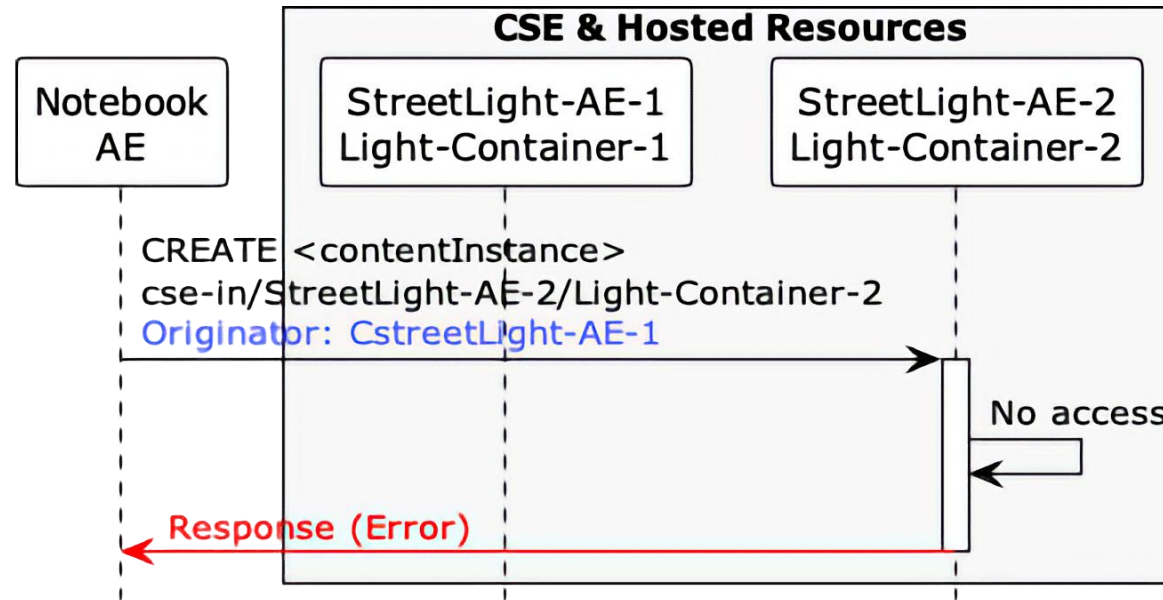 CSE & Hosted Resources
Notebook
AE
StreetLight-AE-1
Light-Container-1
StreetLight-AE-2
Light-Container-2
CREATE <contentInstance>
cse-in/StreetLight-AE-2/Light-Container-2
Originator: CstreetLight-AE-1
No access
Response (Error)